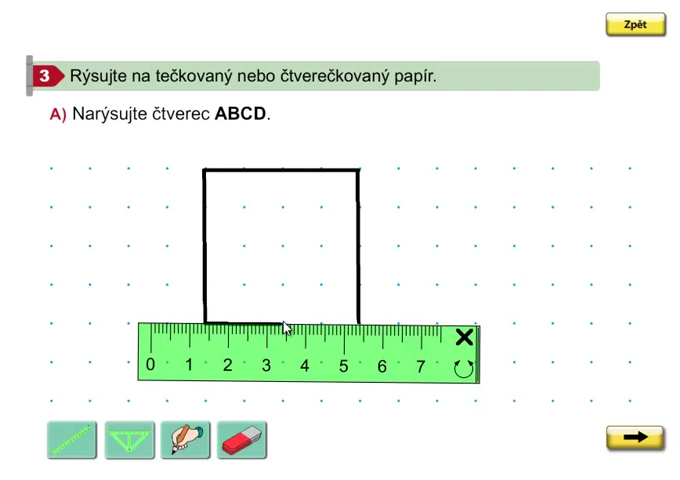 Zpět
3 Rýsujte na tečkovaný nebo čtverečkovaný papír.
A) Narýsujte čtverec ABCD.
0 1 2 3 4 5 6 7